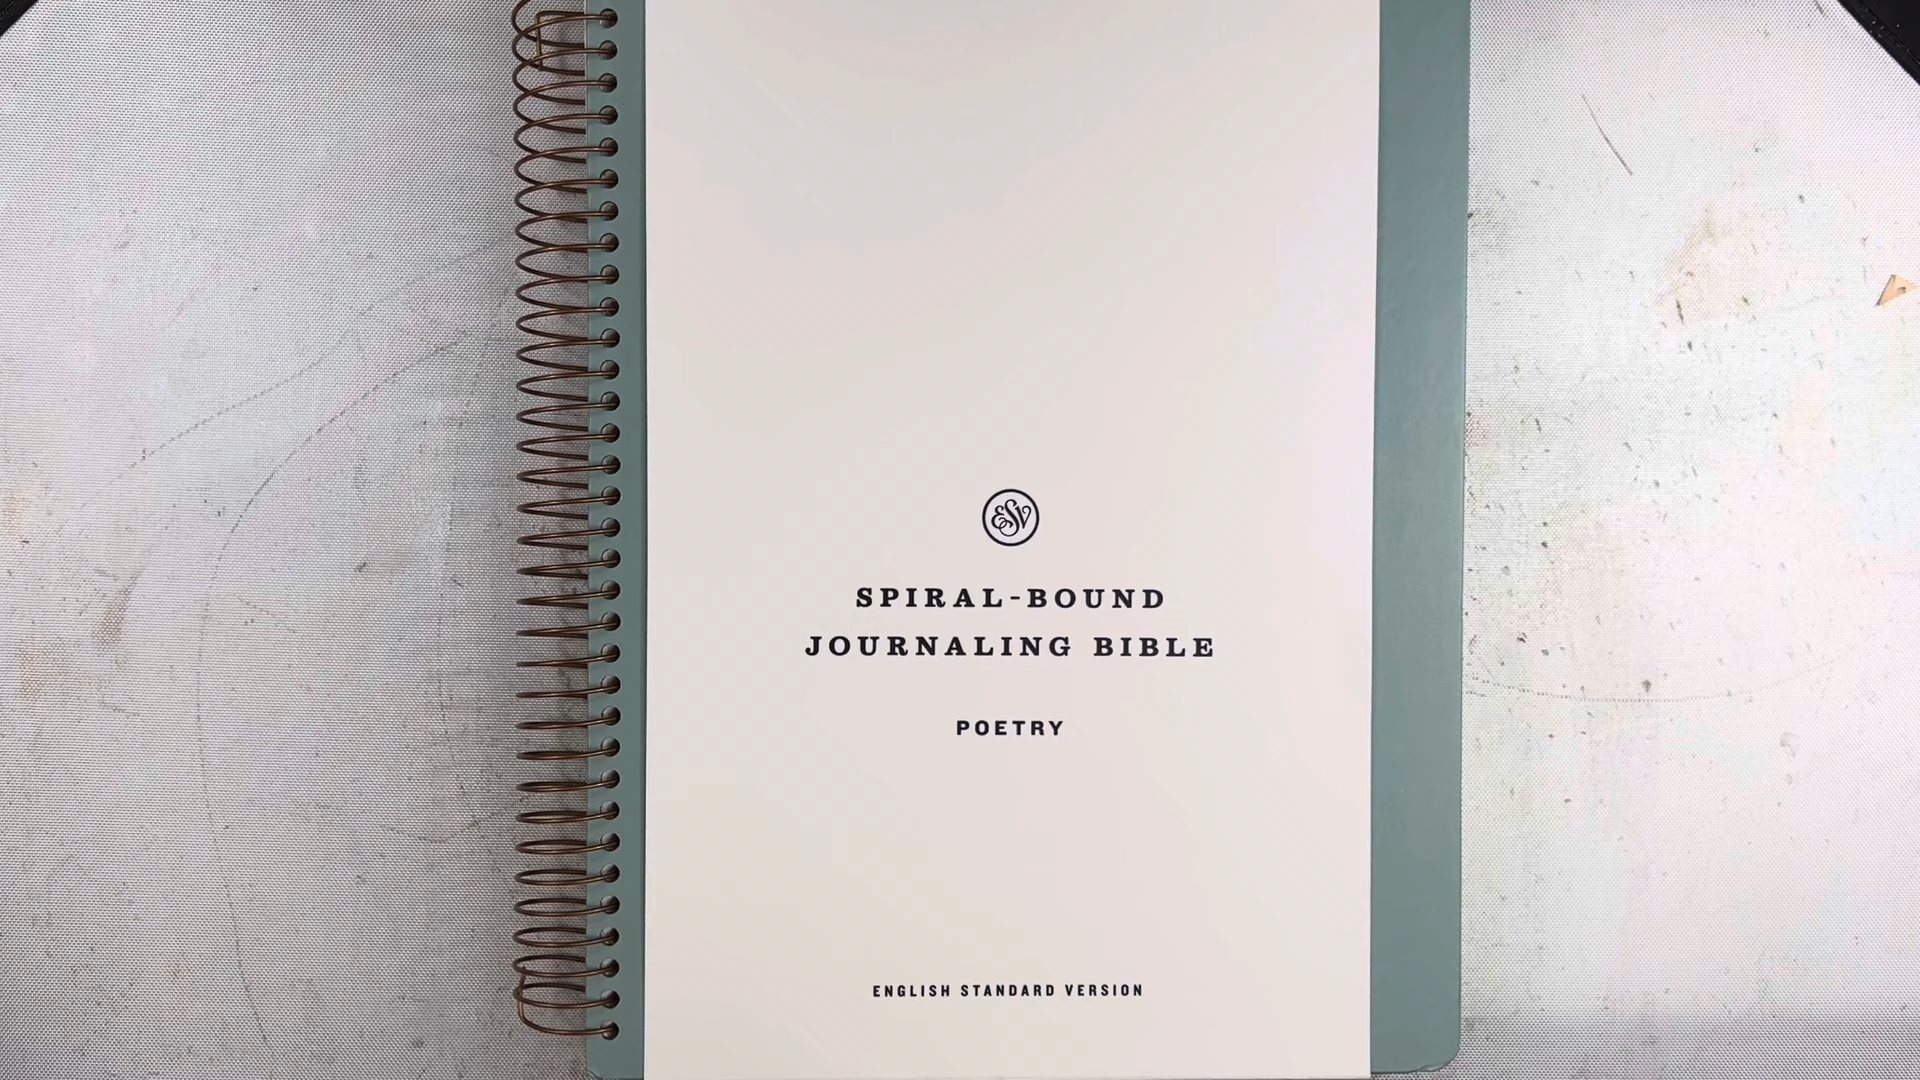 ESV
SPIRAL-BOUND
JOURNALING BIBLE
POETRY
ENGLISH STANDARD VERSION